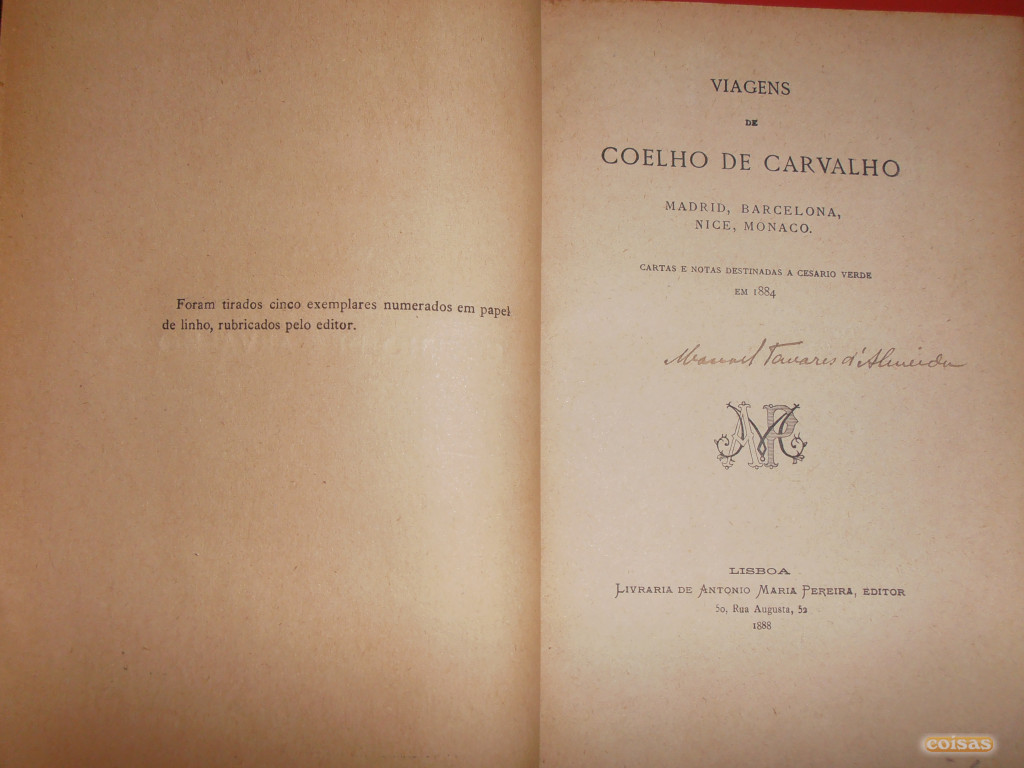 Foram tirados cinco exemplares numerados em papel
de linho, rubricados pelo editor.
VIAGENS
DE
COELHO DE CARVALHO
MADRID, BARCELONA,
NICE, MONACO.
CARTAS E NOTAS DESTINADAS A CESARIO VERDE
EM 1884
Manoel Tavares d'Almeida
AMP
LISBOA
LIVRARIA DE ANTONIO MARIA PEREIRA, EDITOR
50, Rua Augusta, 52
1888
coisas